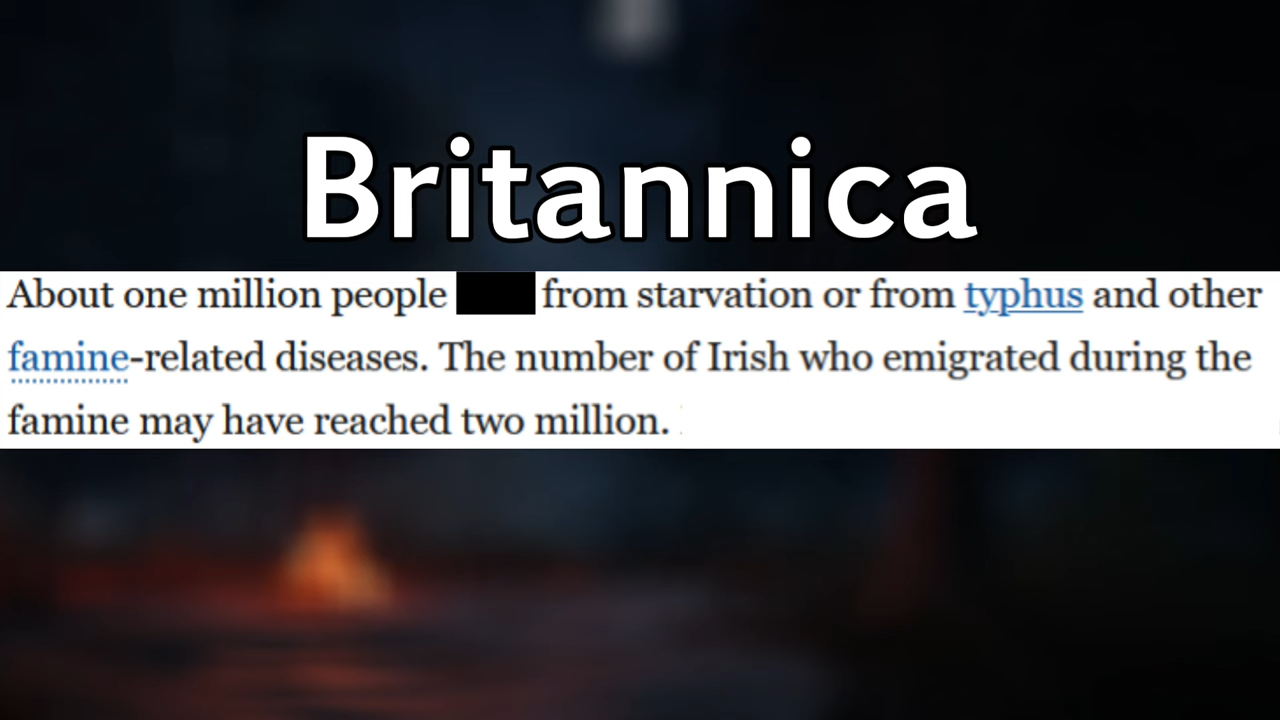 Britannica
About one million people from starvation or from typhus and other
famine-related diseases. The number of Irish who emigrated during the
famine may have reached two million.